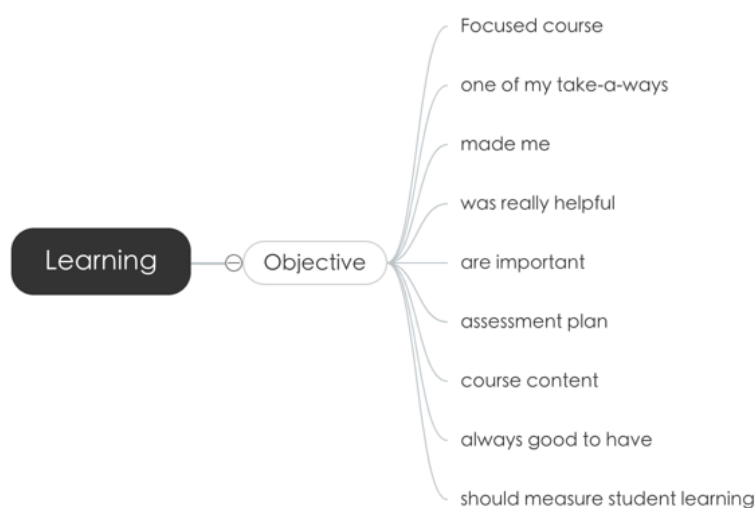 Learning
Objective
Focused course
one of my take-a-ways
made me
was really helpful
are important
assessment plan
course content
always good to have
should measure student learning